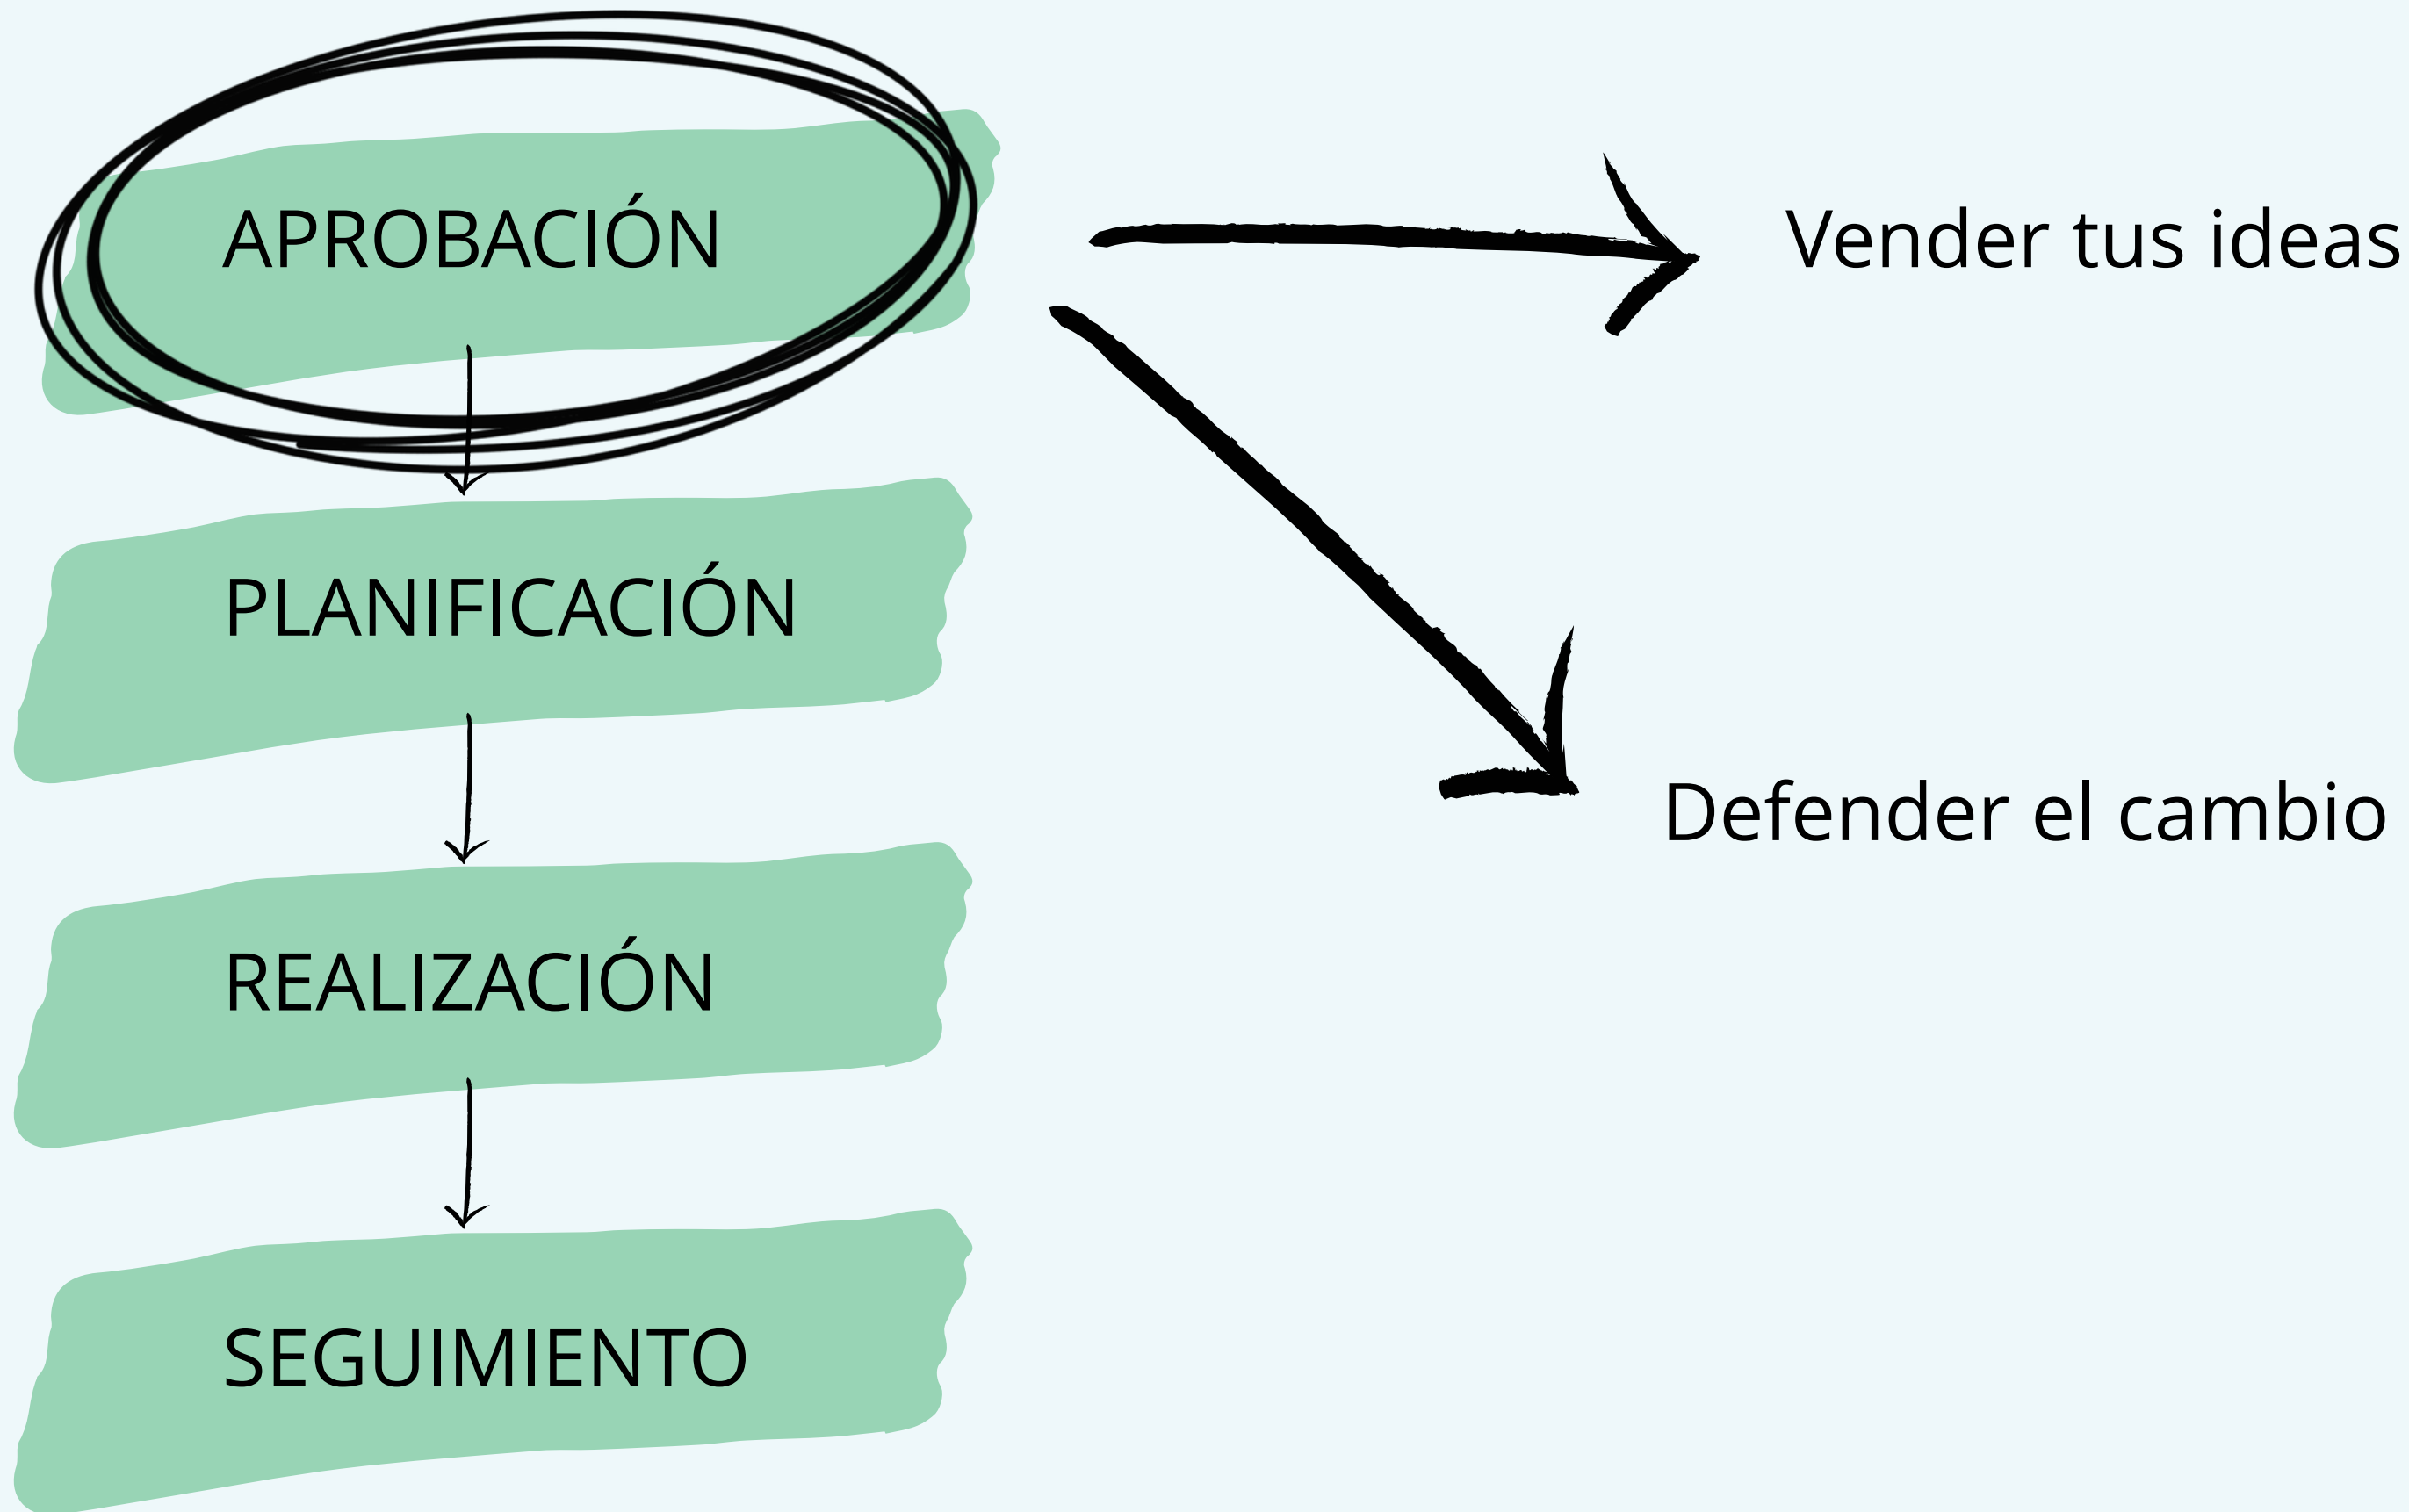 APROBACIÓN
Vender tus ideas
PLANIFICACIÓN
Defender el cambio
REALIZACIÓN
SEGUIMIENTO